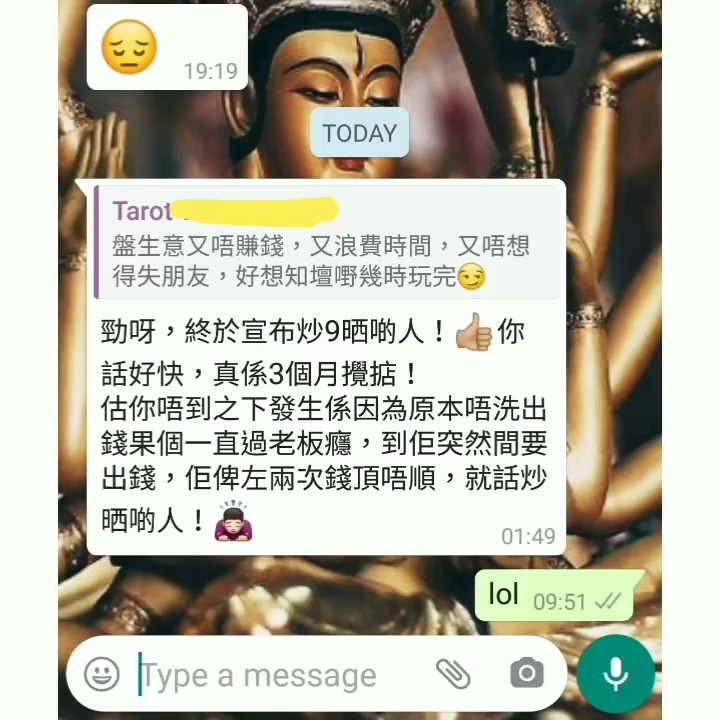 19:19
TODAY
Tarot
盤生意又唔賺錢，又浪費時間，又唔想
得失朋友，好想知壇嘢幾時玩完😏
勁呀，終於宣布炒9晒啲人！👍🏼你
話好快，真係3個月攪掂！
估你唔到之下發生係因為原本唔洗出
錢果個一直過老板癮，到佢突然間要
出錢，佢俾左兩次錢頂唔順，就話炒
晒啲人！🙇🏻
01:49
lol 09:51
Type a message